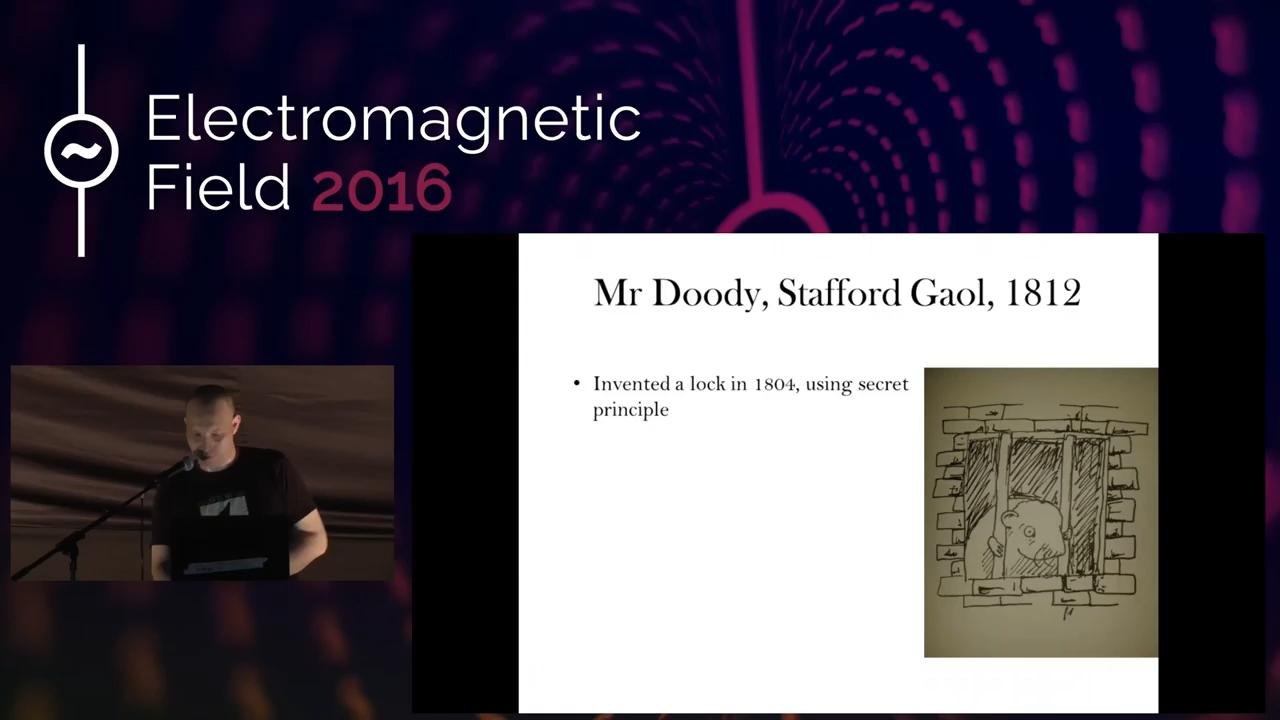 Electromagnetic
Field 2016
Mr Doody, Stafford Gaol, 1812
• Invented a lock in 1804, using secret
principle